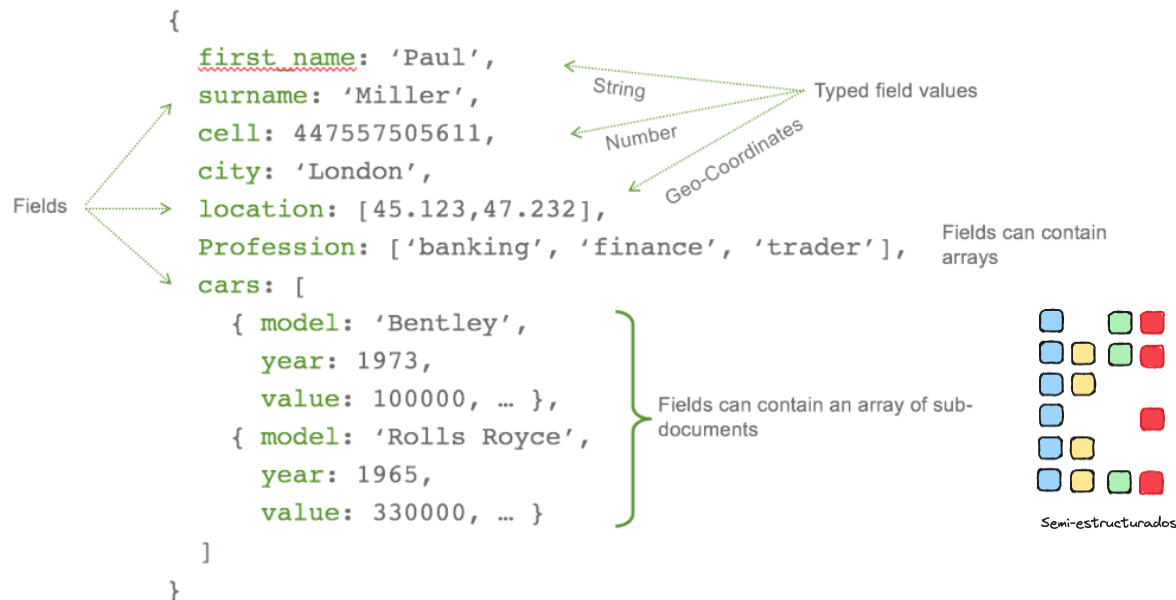 {
first_name: ‘Paul’,
surname: ‘Miller’,
cell: 447557505611,
city: ‘London’,
location: [45.123,47.232],
Profession: [‘banking’, ‘finance’, ‘trader’],
cars: [
{ model: ‘Bentley’,
year: 1973,
value: 100000, … },
{ model: ‘Rolls Royce’,
year: 1965,
value: 330000, … }
]
}
Fields
String
Number
Geo-Coordinates
Typed field values
Fields can contain
arrays
Fields can contain an array of sub-
documents
Semi-estructurados